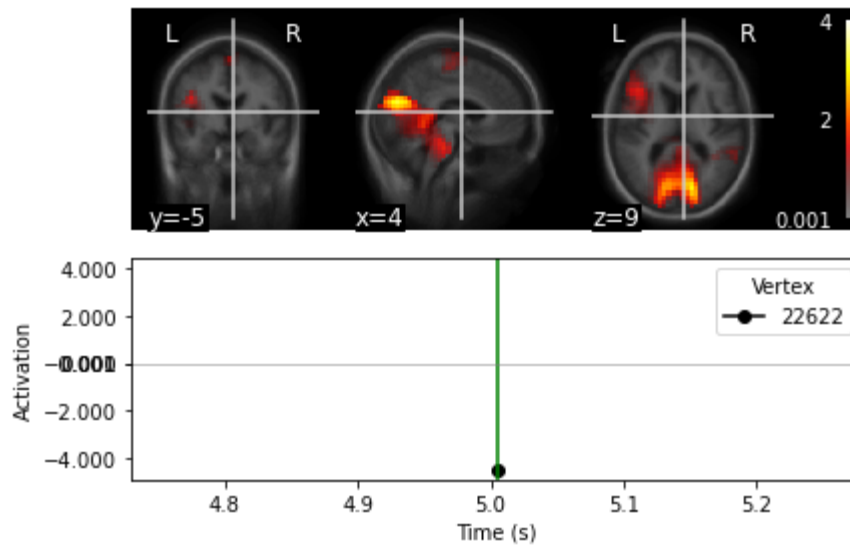 L R L R 4
2
y=-5 x=4 z=9 0.001
4.000
2.000
−0.001
0.000
−2.000
−4.000
Activation
Vertex
22622
4.8 4.9 5.0 5.1 5.2
Time (s)